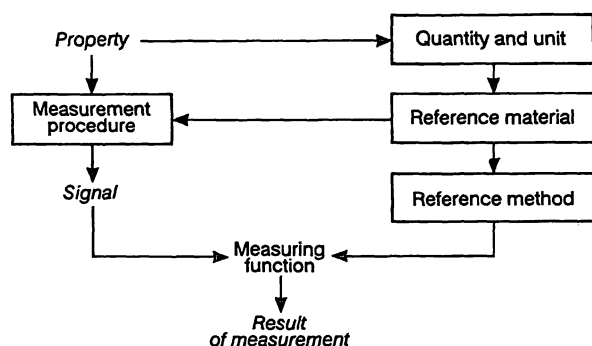 Property
Quantity and unit
Measurement
procedure
Reference material
Signal
Reference method
Measuring
function
Result
of measurement